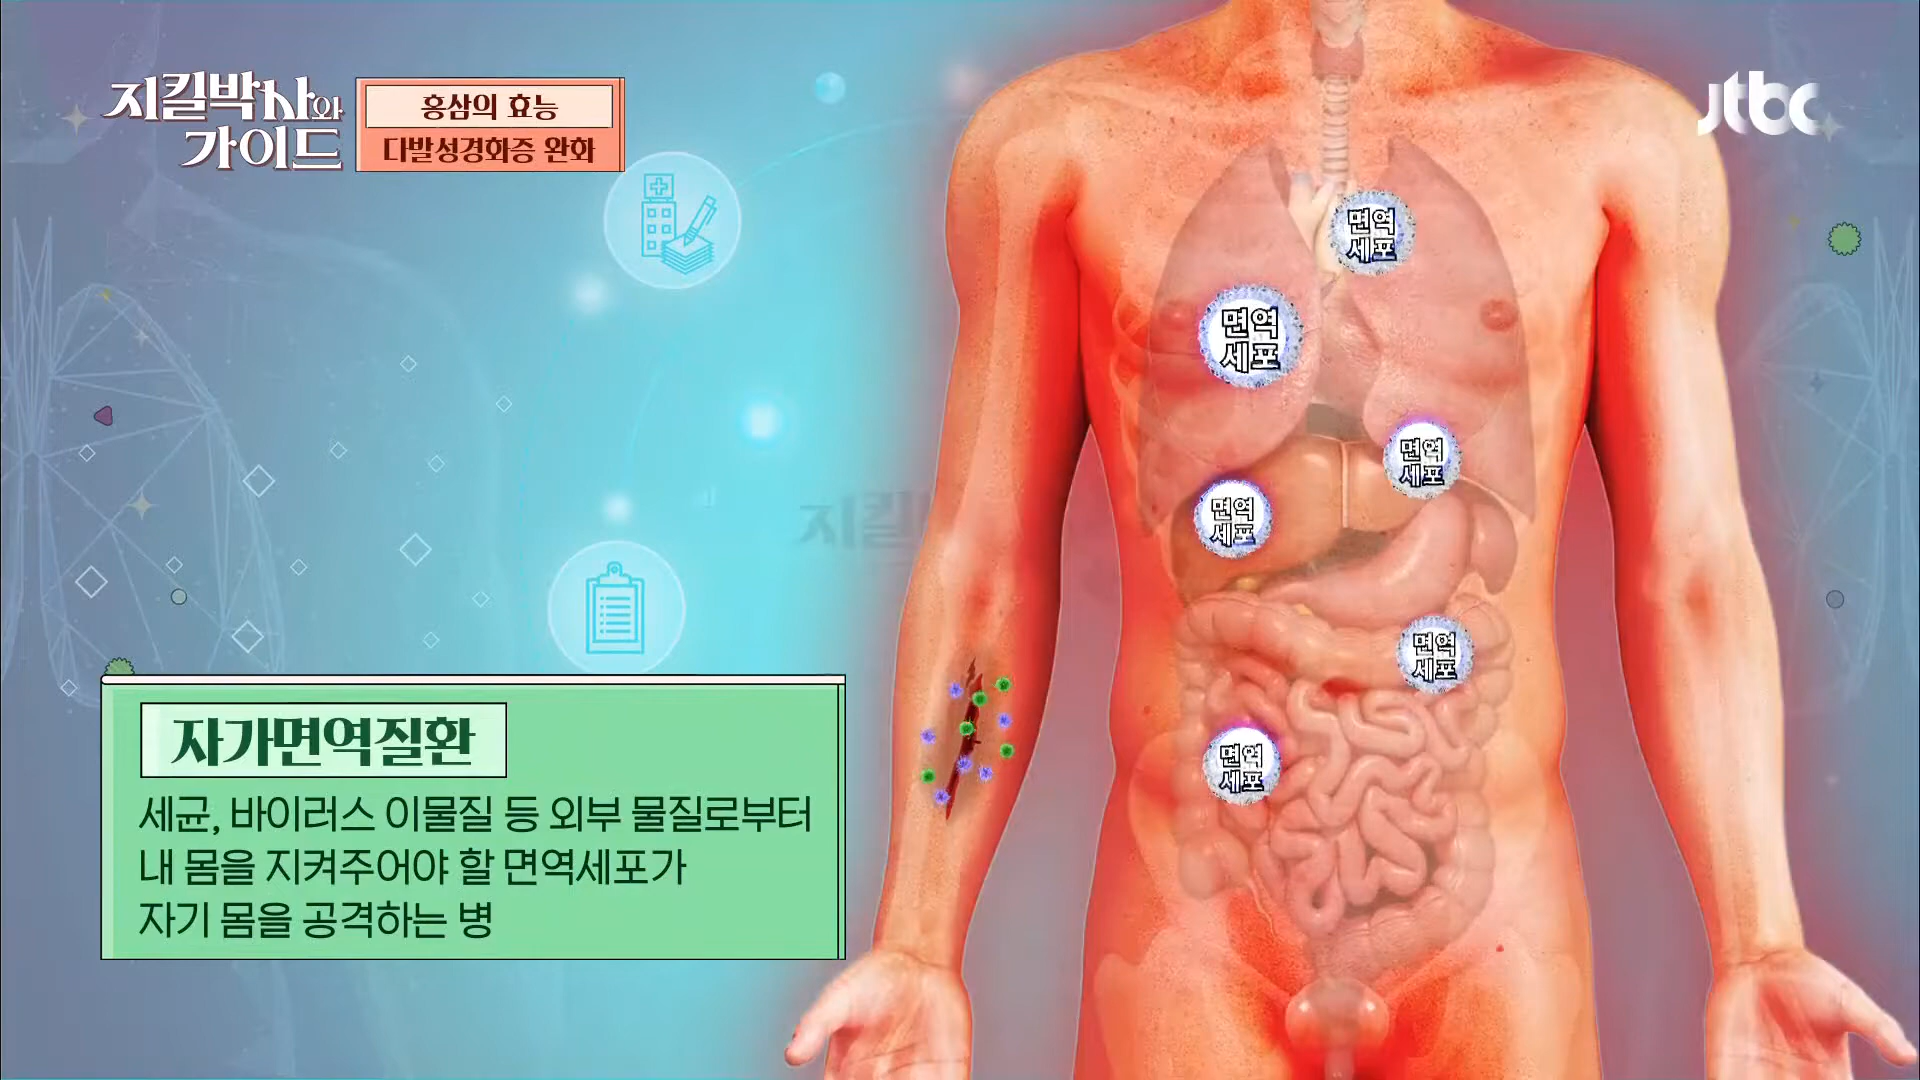 지킬박사와
가이드
홍삼의 효능
다발성경화증 완화
jtbc
면역
세포
면역
세포
면역
세포
면역
세포
면역
세포
면역
세포
지킬
자가면역질환
세균, 바이러스 이물질 등 외부 물질로부터
내 몸을 지켜주어야 할 면역세포가
자기 몸을 공격하는 병